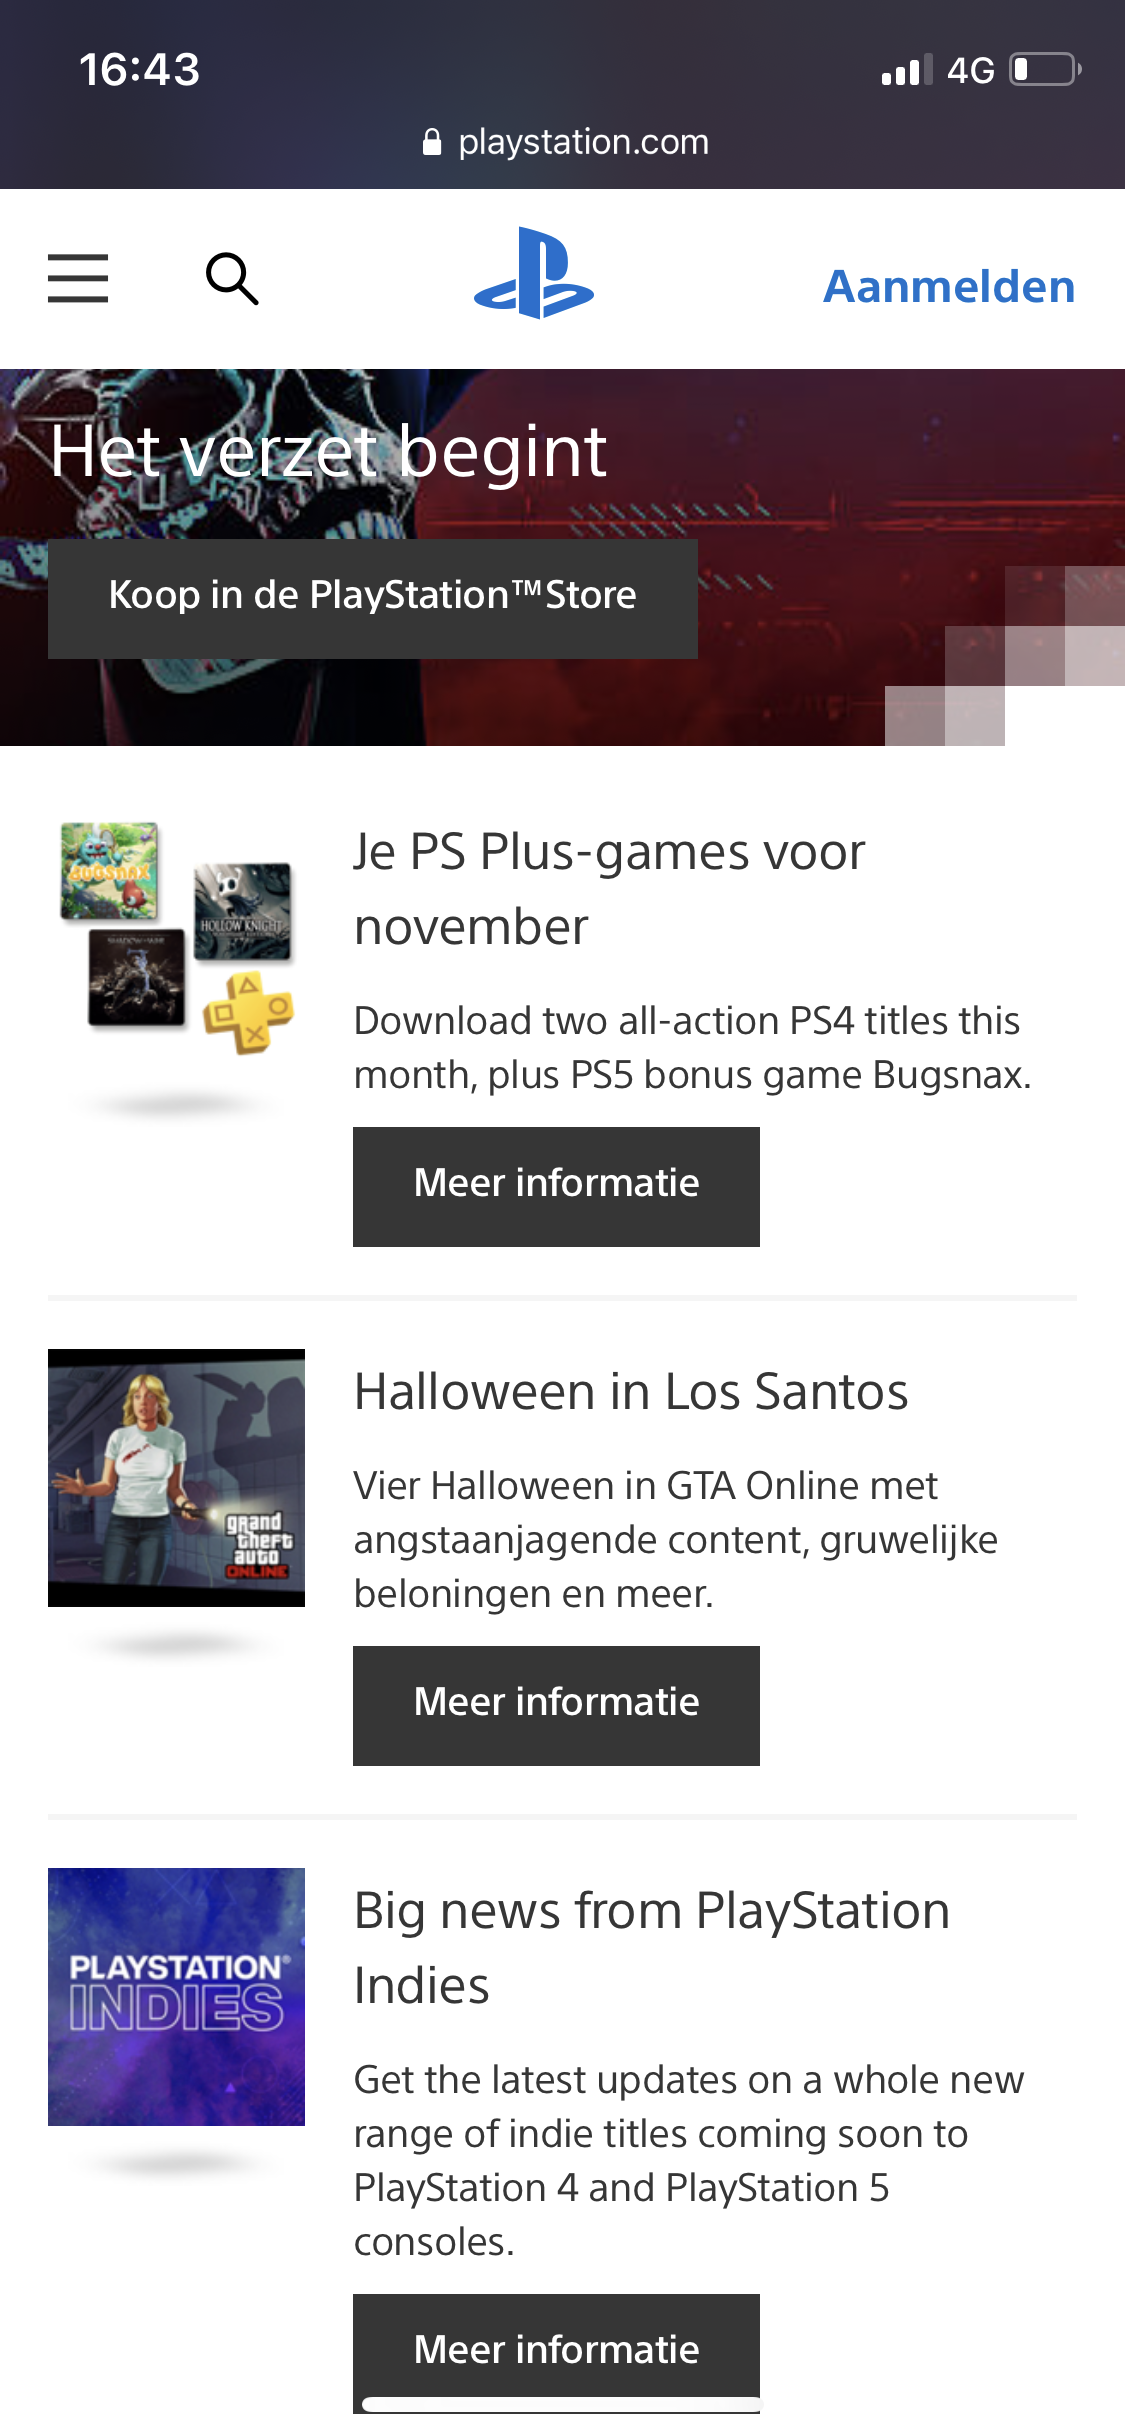 16:43
4G
playstation.com
Aanmelden
Het verzet begint
Koop in de PlayStation™Store
BUGSNAX
HOLLOW KNIGHT
SHADOW OF WAR
Je PS Plus-games voor
november
Download two all-action PS4 titles this
month, plus PS5 bonus game Bugsnax.
Meer informatie
grand
theft
auto
ONLINE
Halloween in Los Santos
Vier Halloween in GTA Online met
angstaanjagende content, gruwelijke
beloningen en meer.
Meer informatie
PLAYSTATION®
INDIES
Big news from PlayStation
Indies
Get the latest updates on a whole new
range of indie titles coming soon to
PlayStation 4 and PlayStation 5
consoles.
Meer informatie